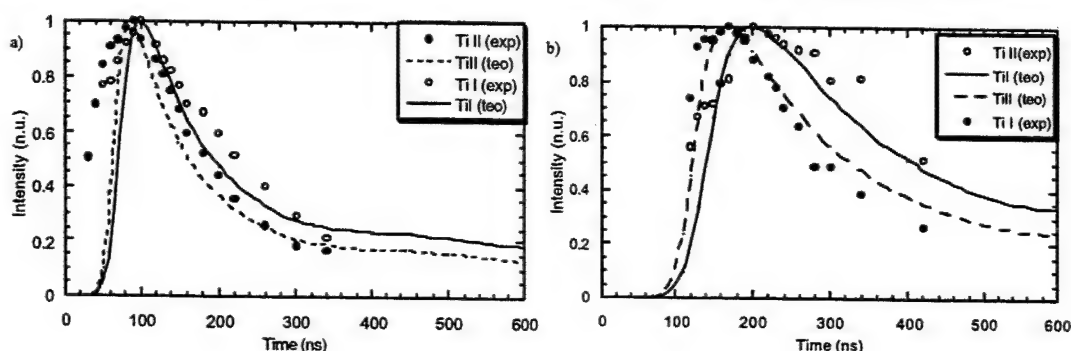 a)
Intensity (n.u.)
1
0.8
0.6
0.4
0.2
0
0 100 200 300 400 500 600
Time (ns)
Ti II (exp)
TiII (teo)
Ti I (exp)
TiI (teo)
b)
Intensity (n.u.)
1
0.8
0.6
0.4
0.2
0
0 100 200 300 400 500 600
Time (ns)
Ti II(exp)
TiI (teo)
TiII (teo)
Ti I (exp)